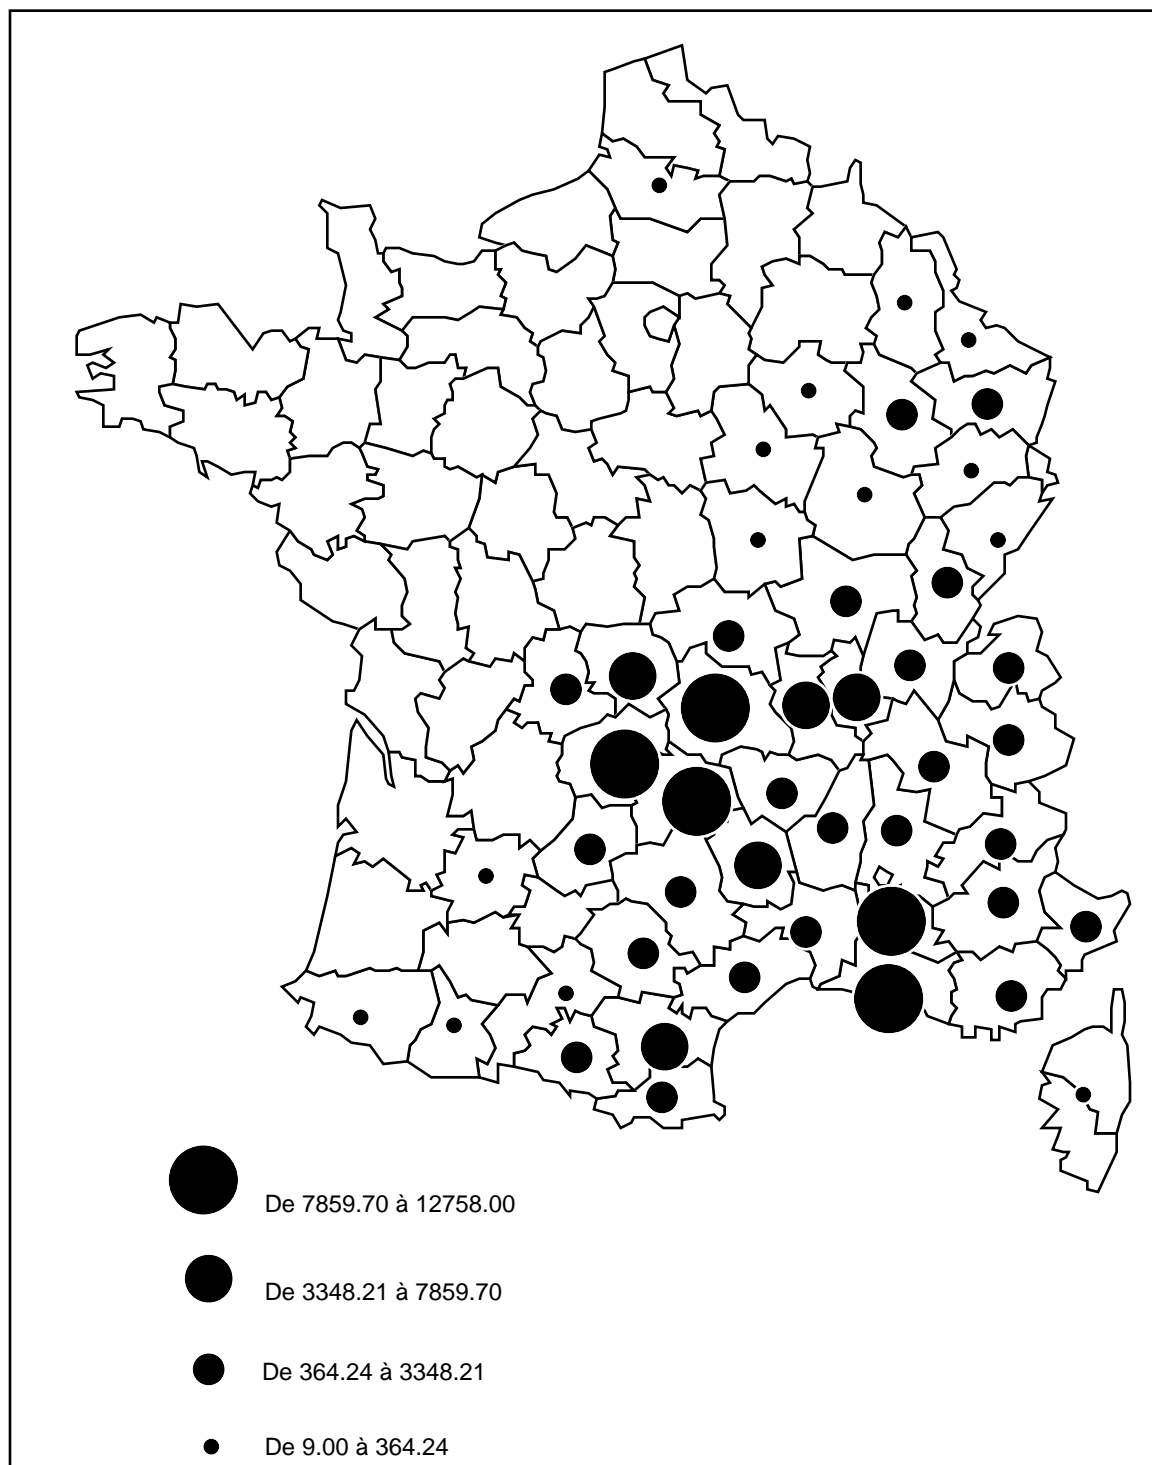 De 7859.70 à 12758.00
De 3348.21 à 7859.70
De 364.24 à 3348.21
De 9.00 à 364.24